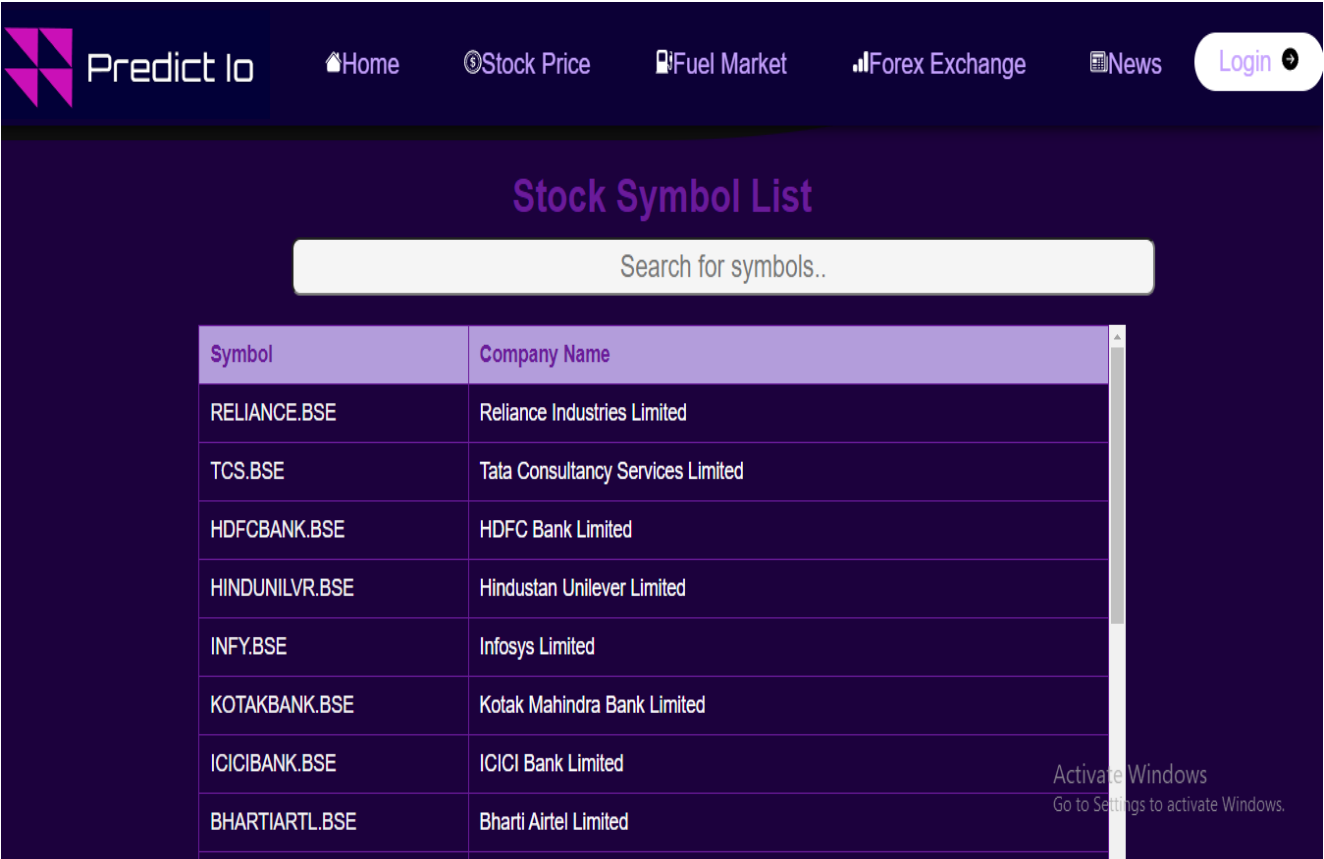 Predict Io Home Stock Price Fuel Market Forex Exchange News Login
Stock Symbol List
Search for symbols..
Symbol Company Name
RELIANCE.BSE Reliance Industries Limited
TCS.BSE Tata Consultancy Services Limited
HDFCBANK.BSE HDFC Bank Limited
HINDUNILVR.BSE Hindustan Unilever Limited
INFY.BSE Infosys Limited
KOTAKBANK.BSE Kotak Mahindra Bank Limited
ICICIBANK.BSE ICICI Bank Limited
Activate Windows
Go to Settings to activate Windows.
BHARTIARTL.BSE Bharti Airtel Limited